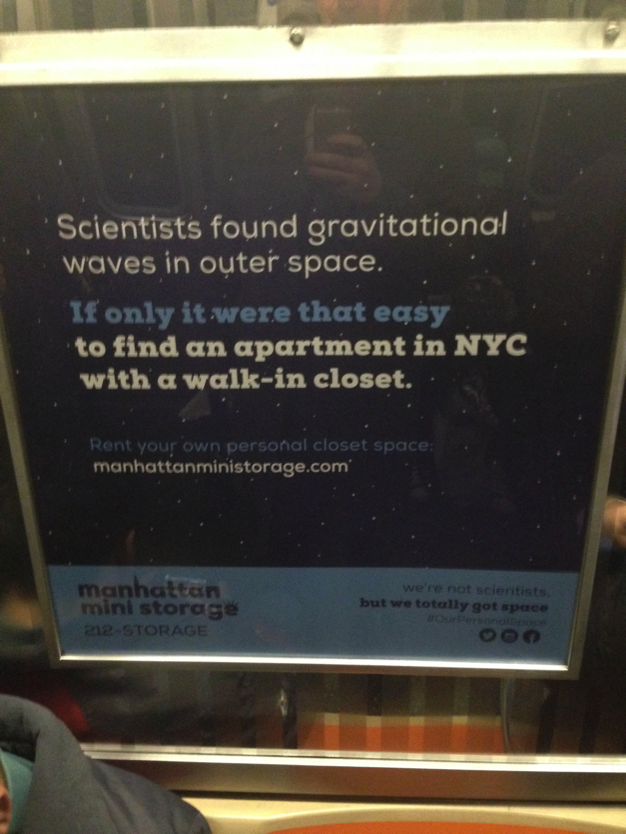 Scientists found gravitational
waves in outer space.
If only it were that easy
to find an apartment in NYC
with a walk-in closet.
Rent your own personal closet space:
manhattanministorage.com
manhattan
mini storage
212-STORAGE
we're not scientists,
but we totally got space
#OurPersonalSpace